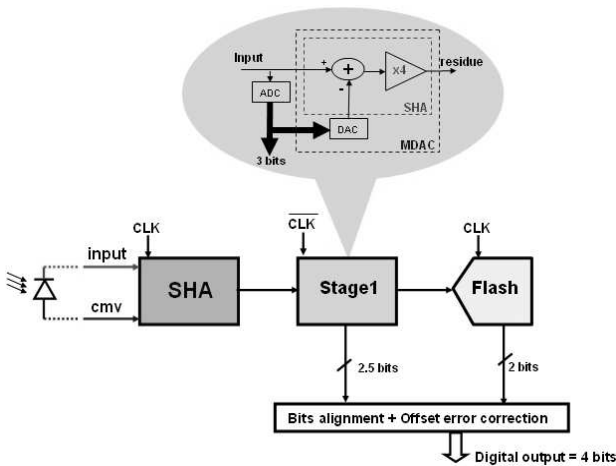 Input
+
+
-
x4
residue
ADC
SHA
DAC
MDAC
3 bits
CLK
CLK
CLK
input
cmv
SHA
Stage1
Flash
2.5 bits
2 bits
Bits alignment + Offset error correction
Digital output = 4 bits